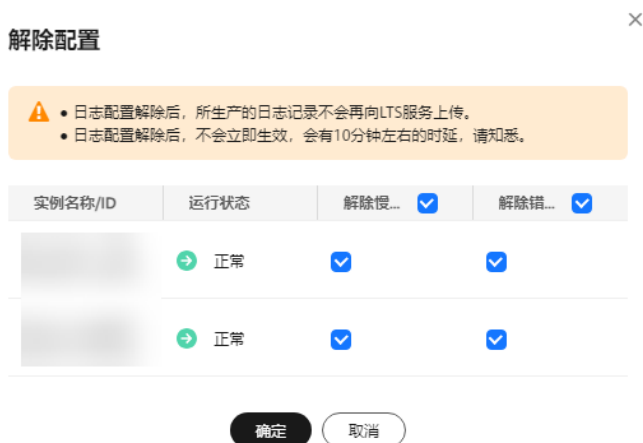 解除配置
• 日志配置解除后，所生产的日志记录不会再向LTS服务上传。
• 日志配置解除后，不会立即生效，会有10分钟左右的时延，请知悉。
实例名称/ID 运行状态 解除慢... 解除错...
正常
正常
确定 取消